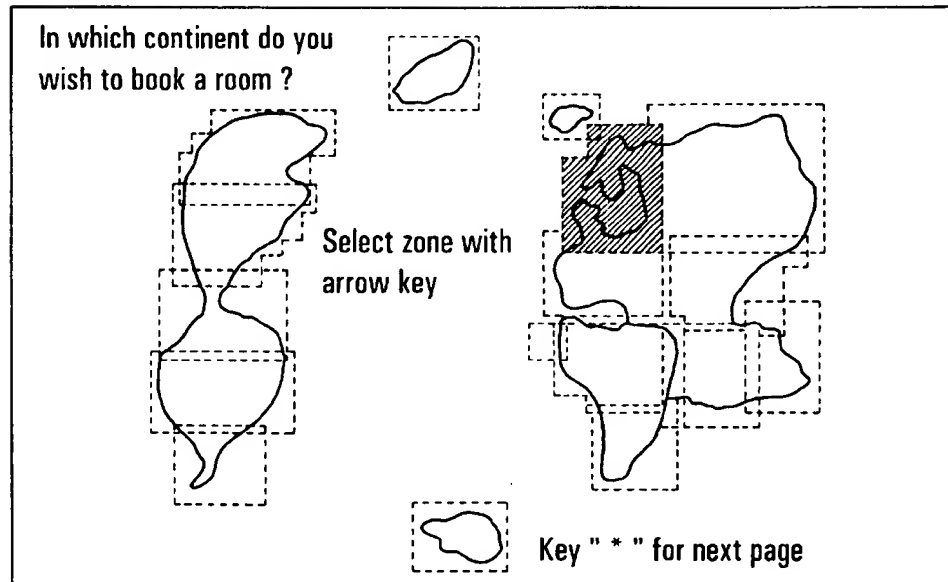 In which continent do you
wish to book a room ?
Select zone with
arrow key
Key " * " for next page